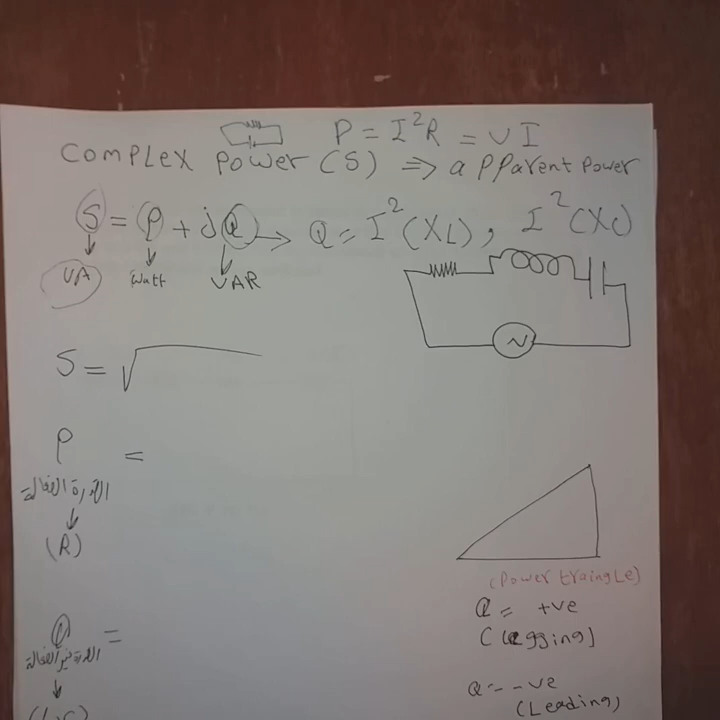 P = I²R = VI
Complex power (S) ⇒ apparent power
S = P + jQ → Q = I²(XL), I²(XC)
VA Watt VAR
S = √
P =
القدرة الفعالة
(R)
(power traingle)
Q = +ve
(Lagging)
Q =
القدرة غير الفعالة
Q = -ve
(Leading)
(L,C)